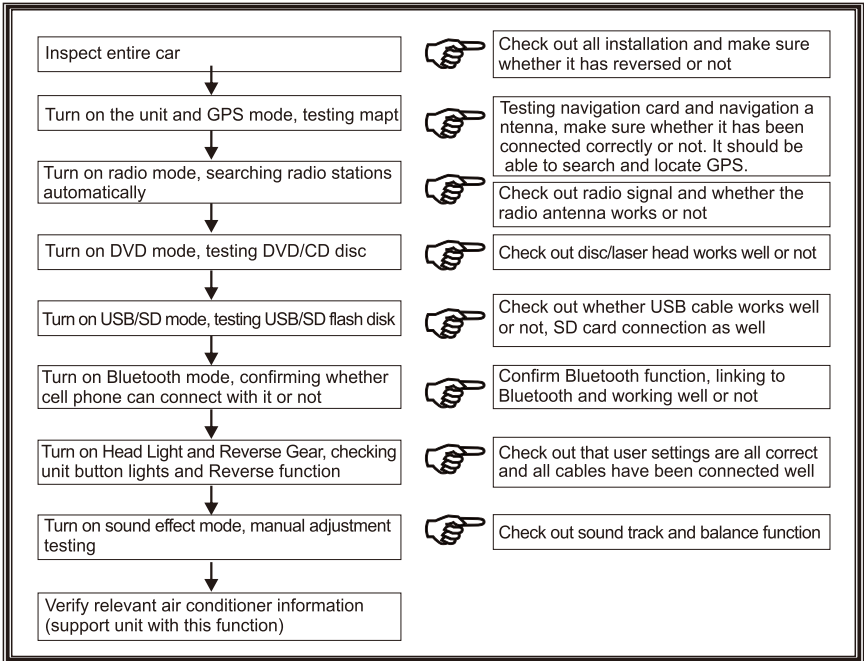 Inspect entire car
Check out all installation and make sure
whether it has reversed or not
Turn on the unit and GPS mode, testing mapt
Testing navigation card and navigation a
ntenna, make sure whether it has been
connected correctly or not. It should be
able to search and locate GPS.
Turn on radio mode, searching radio stations
automatically
Check out radio signal and whether the
radio antenna works or not
Turn on DVD mode, testing DVD/CD disc
Check out disc/laser head works well or not
Turn on USB/SD mode, testing USB/SD flash disk
Check out whether USB cable works well
or not, SD card connection as well
Turn on Bluetooth mode, confirming whether
cell phone can connect with it or not
Confirm Bluetooth function, linking to
Bluetooth and working well or not
Turn on Head Light and Reverse Gear, checking
unit button lights and Reverse function
Check out that user settings are all correct
and all cables have been connected well
Turn on sound effect mode, manual adjustment
testing
Check out sound track and balance function
Verify relevant air conditioner information
(support unit with this function)